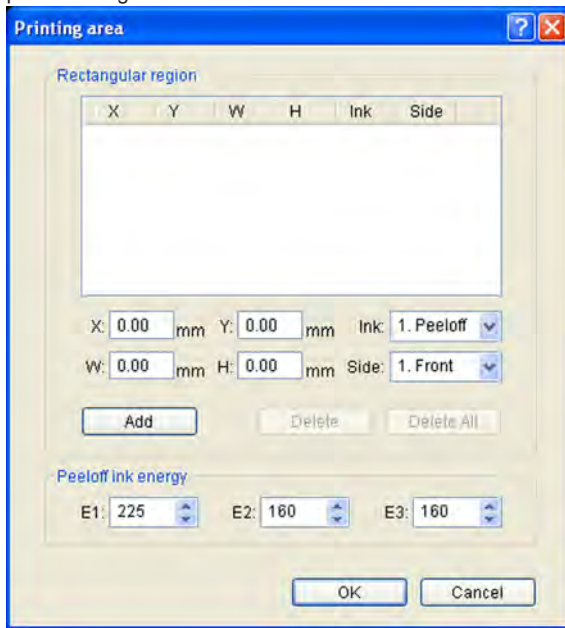 Printing area
Rectangular region
X Y W H Ink Side
X: 0.00 mm Y: 0.00 mm Ink: 1. Peeloff
W: 0.00 mm H: 0.00 mm Side: 1. Front
Add Delete Delete All
Peeloff ink energy
E1: 225 E2: 160 E3: 160
OK Cancel